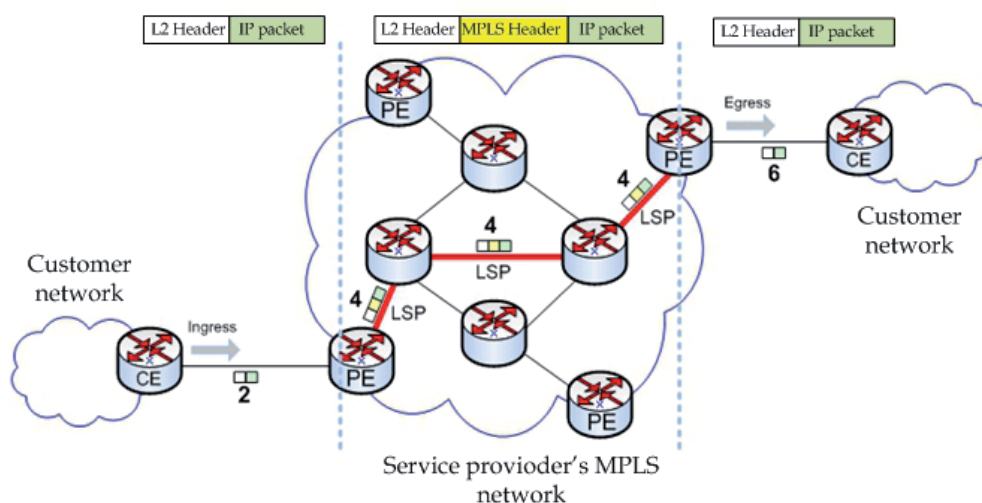 L2 Header IP packet
L2 Header MPLS Header IP packet
L2 Header IP packet
PE
Egress
PE
CE
6
4
LSP
Customer
network
4
LSP
Customer
network
4
LSP
Ingress
CE
2
PE
PE
Service provioder's MPLS
network